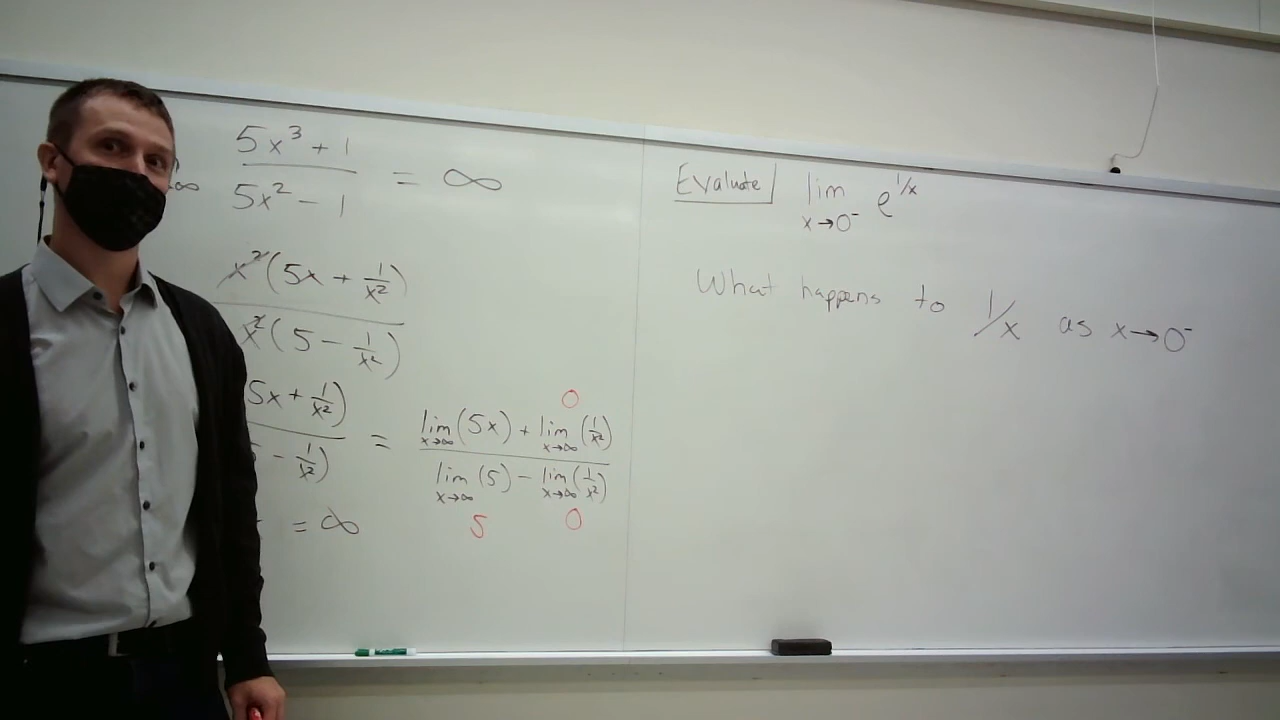 5x³ + 1
→∞ ――― = ∞
5x² − 1
x²(5x + 1/x²)
x²(5 − 1/x²)
5x + 1/x²)
− 1/x²)
=
0
lim x→∞ (5x) + lim x→∞ (1/x²)
lim x→∞ (5) − lim x→∞ (1/x²)
5 0
= ∞
Evaluate lim x→0⁻ e^{1/x}
What happens to 1/x as x→0⁻